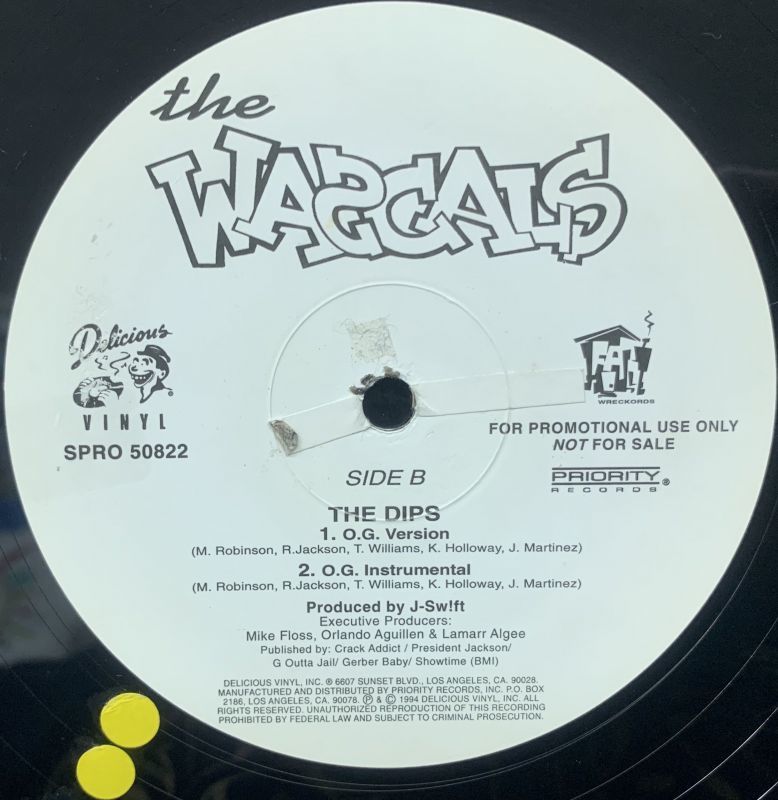 the
WASCALS
Delicious
VINYL
SPRO 50822
FAT
HOUSE
WRECKORDS
FOR PROMOTIONAL USE ONLY
NOT FOR SALE
PRIORITY®
RECORDS
SIDE B
THE DIPS
1. O.G. Version
(M. Robinson, R.Jackson, T. Williams, K. Holloway, J. Martinez)
2. O.G. Instrumental
(M. Robinson, R.Jackson, T. Williams, K. Holloway, J. Martinez)
Produced by J-Sw!ft
Executive Producers:
Mike Floss, Orlando Aguillen & Lamarr Algee
Published by: Crack Addict / President Jackson/
G Outta Jail/ Gerber Baby/ Showtime (BMI)
DELICIOUS VINYL, INC. ® 6607 SUNSET BLVD., LOS ANGELES, CA. 90028.
MANUFACTURED AND DISTRIBUTED BY PRIORITY RECORDS, INC. P.O. BOX
2186, LOS ANGELES, CA. 90078. Ⓟ & © 1994 DELICIOUS VINYL, INC. ALL
RIGHTS RESERVED. UNAUTHORIZED REPRODUCTION OF THIS RECORDING
PROHIBITED BY FEDERAL LAW AND SUBJECT TO CRIMINAL PROSECUTION.